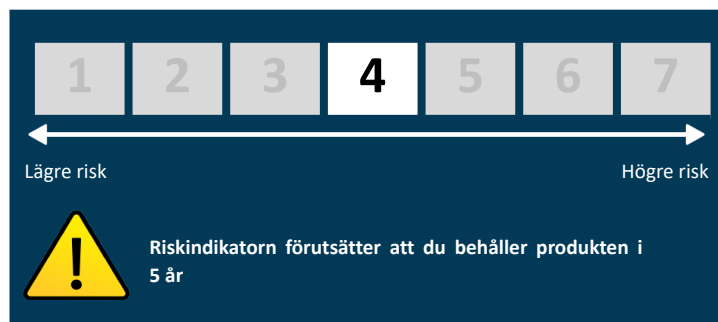 1 2 3 4 5 6 7
Lägre risk Högre risk
Riskindikatorn förutsätter att du behåller produkten i
5 år